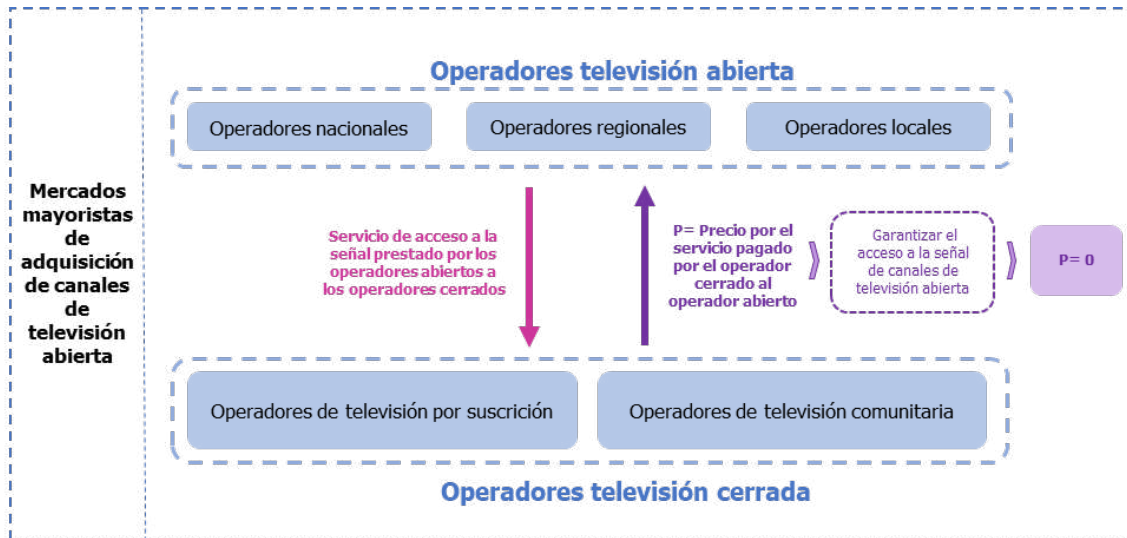 Operadores televisión abierta
Operadores nacionales
Operadores regionales
Operadores locales
Mercados
mayoristas
de
adquisición
de canales
de
televisión
abierta
Servicio de acceso a la
señal prestado por los
operadores abiertos a
los operadores cerrados
P= Precio por el
servicio pagado
por el operador
cerrado al
operador abierto
Garantizar el
acceso a la señal
de canales de
televisión abierta
P= 0
Operadores de televisión por suscrición
Operadores de televisión comunitaria
Operadores televisión cerrada